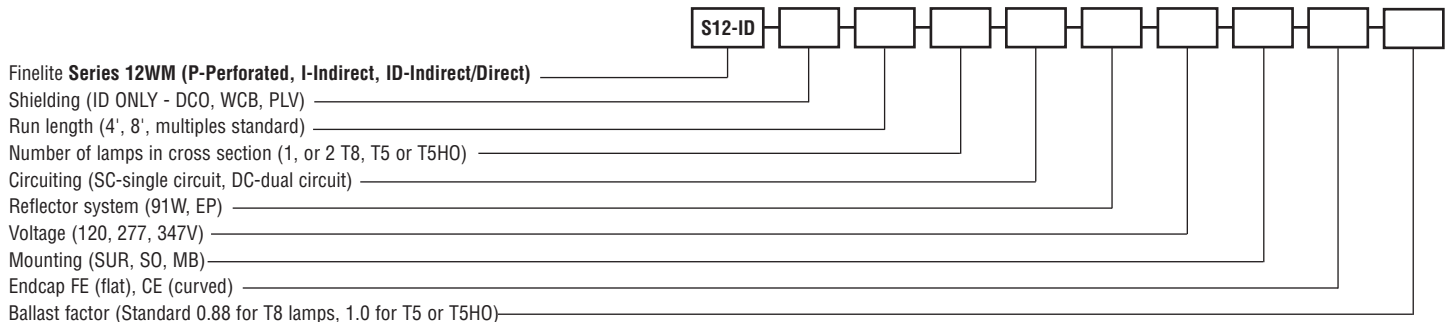 S12-ID
Finelite Series 12WM (P-Perforated, I-Indirect, ID-Indirect/Direct)
Shielding (ID ONLY - DCO, WCB, PLV)
Run length (4', 8', multiples standard)
Number of lamps in cross section (1, or 2 T8, T5 or T5HO)
Circuiting (SC-single circuit, DC-dual circuit)
Reflector system (91W, EP)
Voltage (120, 277, 347V)
Mounting (SUR, SO, MB)
Endcap FE (flat), CE (curved)
Ballast factor (Standard 0.88 for T8 lamps, 1.0 for T5 or T5HO)